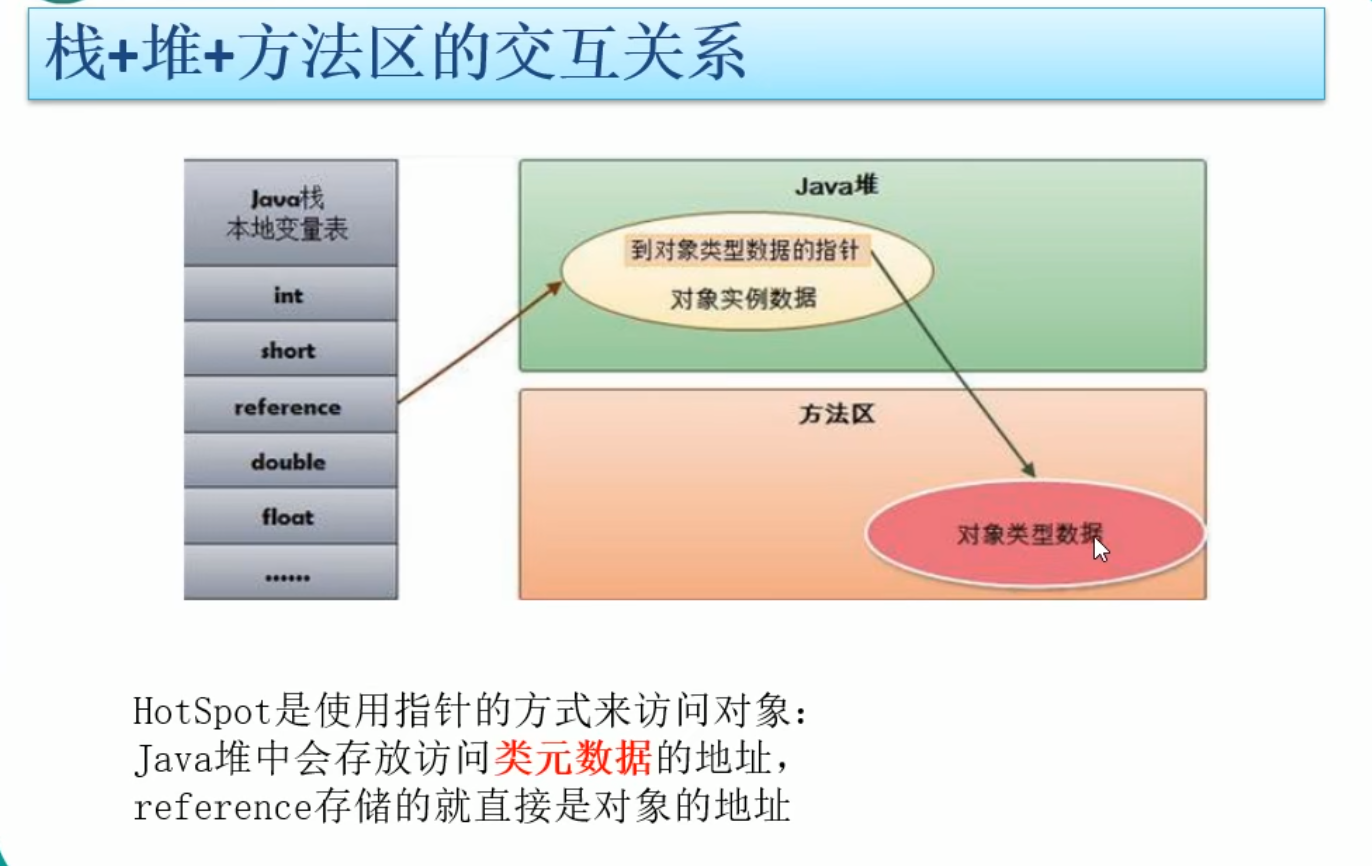 栈+堆+方法区的交互关系
Java栈
本地变量表
int
short
reference
double
float
......
Java堆
到对象类型数据的指针
对象实例数据
方法区
对象类型数据
HotSpot是使用指针的方式来访问对象：
Java堆中会存放访问类元数据的地址，
reference存储的就直接是对象的地址